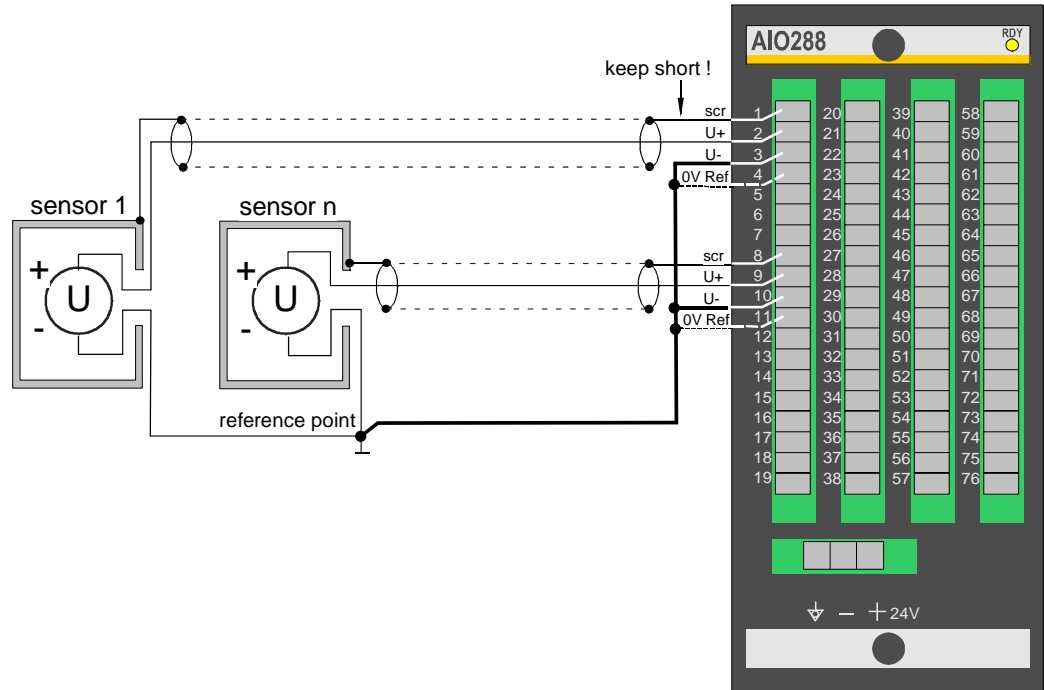 AIO288
RDY
keep short !
scr
U+
U-
0V Ref
sensor 1
sensor n
+
U
-
+
U
-
scr
U+
U-
0V Ref
reference point
1 20 39 58
2 21 40 59
3 22 41 60
4 23 42 61
5 24 43 62
6 25 44 63
7 26 45 64
8 27 46 65
9 28 47 66
10 29 48 67
11 30 49 68
12 31 50 69
13 32 51 70
14 33 52 71
15 34 53 72
16 35 54 73
17 36 55 74
18 37 56 75
19 38 57 76
− + 24V